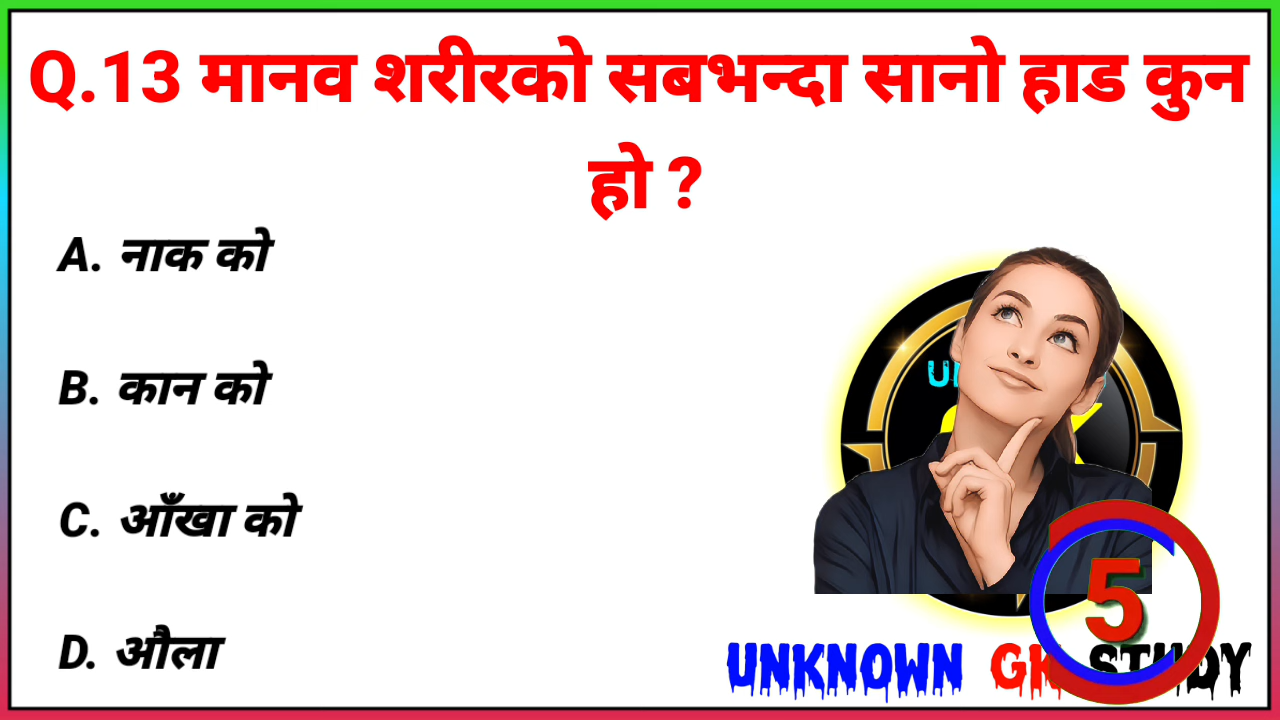 Q.13 मानव शरीरको सबभन्दा सानो हाड कुन
हो ?
A. नाक को
B. कान को
C. आँखा को
D. औला
5
UNKNOWN GK STUDY